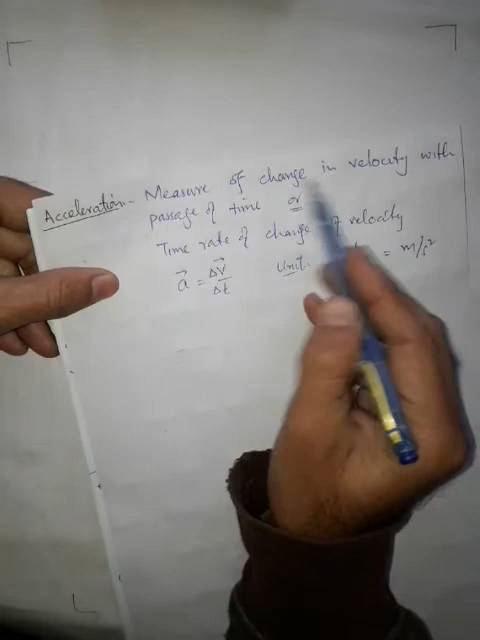 Acceleration:- Measure of change in velocity with
passage of time or
Time rate of change of velocity
a⃗ = Δv⃗/Δt Unit = m/s²